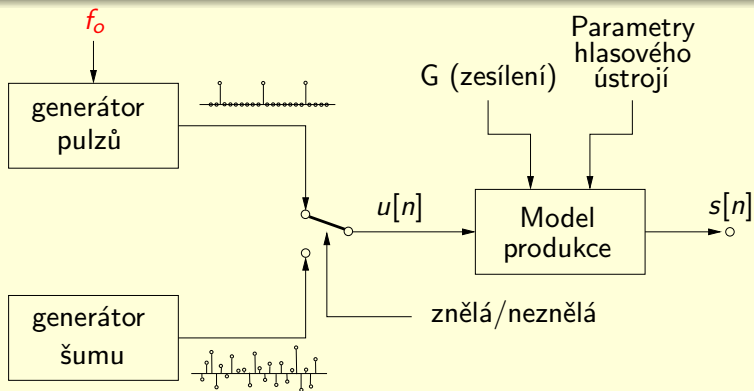 f_o
Parametry
hlasového
ústrojí
G (zesílení)
generátor
pulzů
u[n]
Model
produkce
s[n]
znělá/neznělá
generátor
šumu